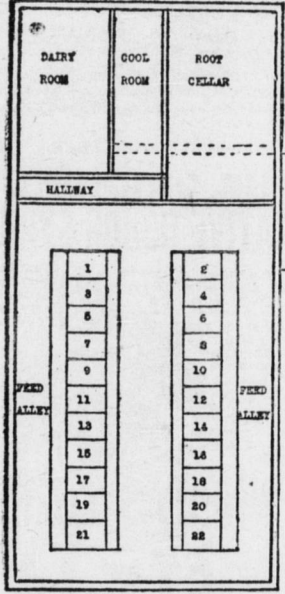 DAIRY
ROOM
COOL
ROOM
ROOT
CELLAR
HALLWAY
1
3
5
7
9
11
13
15
17
19
21
2
4
6
8
10
12
14
16
18
20
22
FEED
ALLEY
FEED
ALLEY